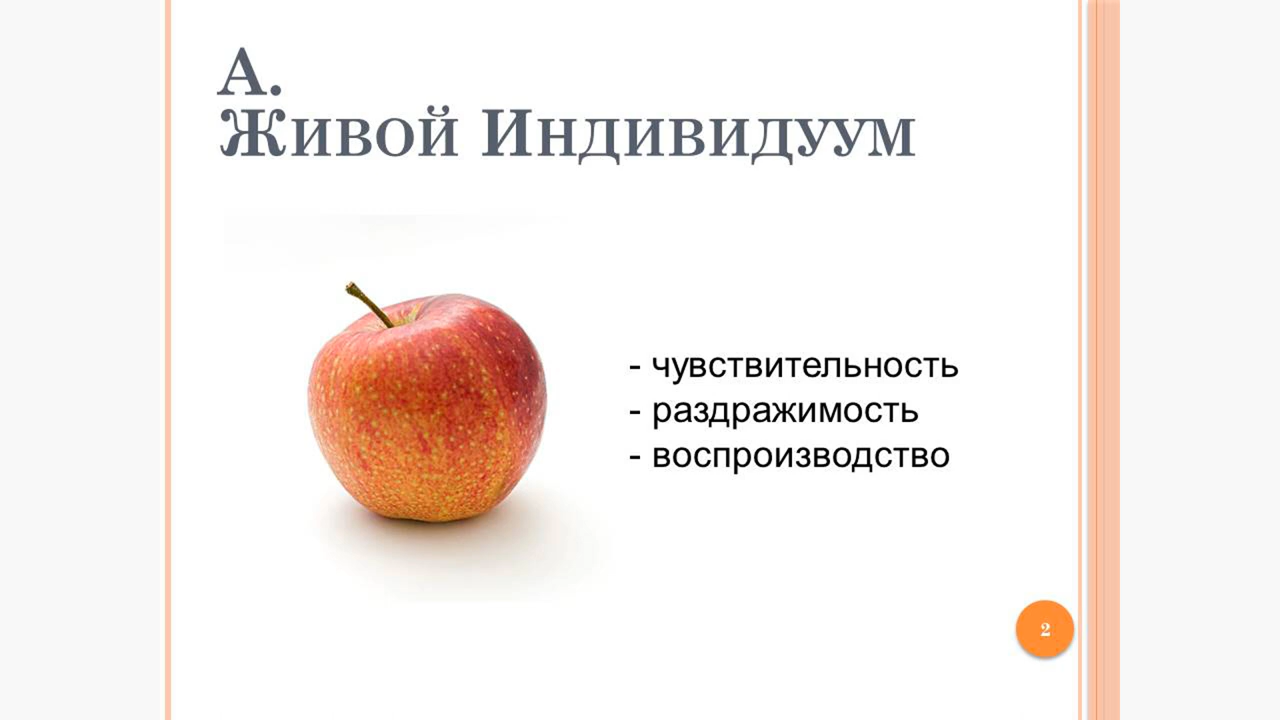 А.
Живой Индивидуум
- чувствительность
- раздражимость
- воспроизводство
2